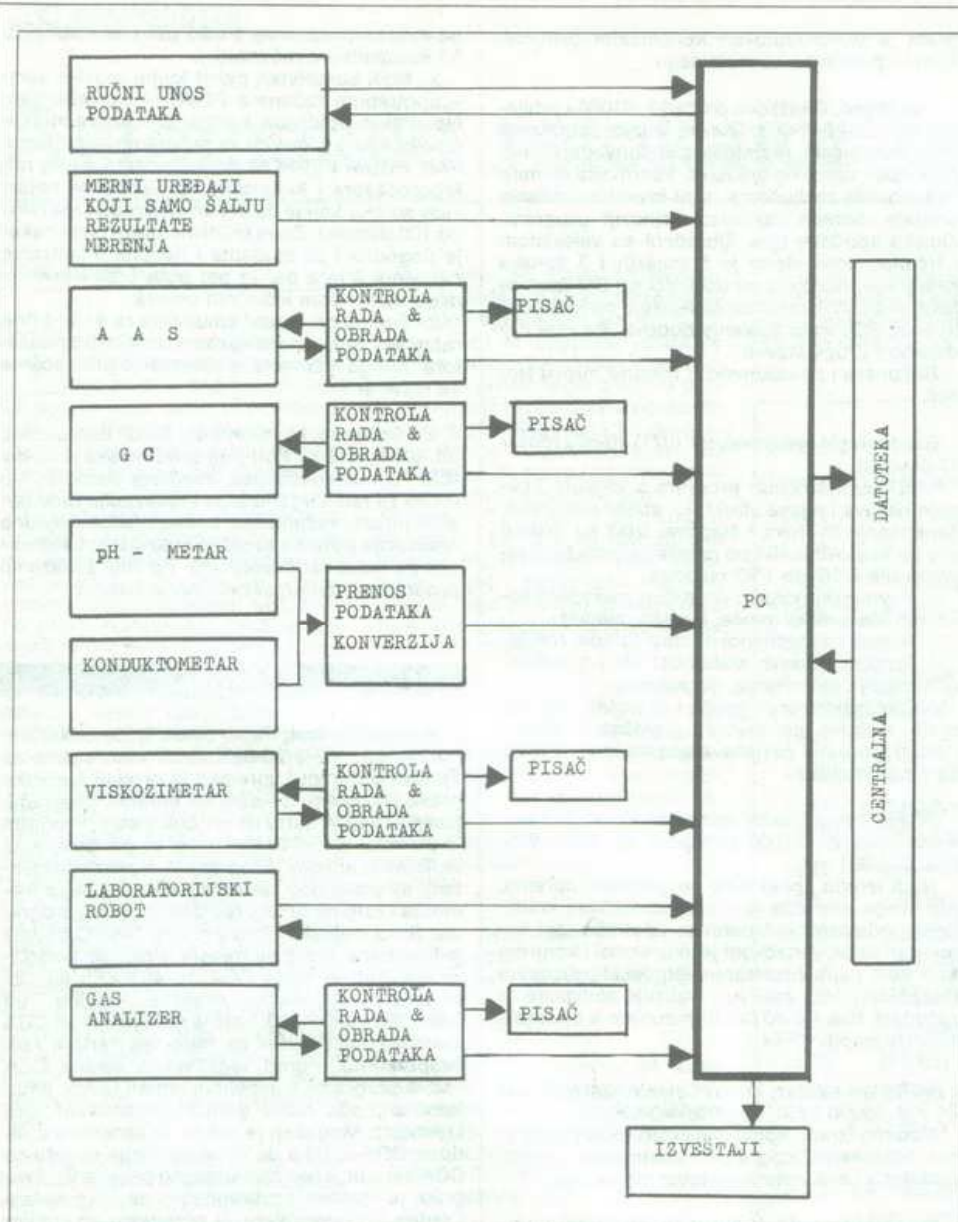 RUČNI UNOS
PODATAKA
MERNI UREĐAJI
KOJI SAMO ŠALJU
REZULTATE
MERENJA
A A S
KONTROLA
RADA &
OBRADA
PODATAKA
PISAČ
G C
KONTROLA
RADA &
OBRADA
PODATAKA
PISAČ
pH - METAR
KONDUKTOMETAR
PRENOS
PODATAKA
KONVERZIJA
VISKOZIMETAR
KONTROLA
RADA &
OBRADA
PODATAKA
PISAČ
LABORATORIJSKI
ROBOT
GAS
ANALIZER
KONTROLA
RADA &
OBRADA
PODATAKA
PISAČ
PC
CENTRALNA DATOTEKA
IZVESTAJI